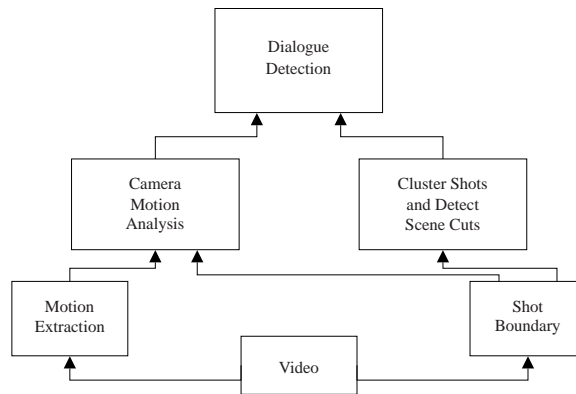 Dialogue
Detection
Camera
Motion
Analysis
Cluster Shots
and Detect
Scene Cuts
Motion
Extraction
Shot
Boundary
Video